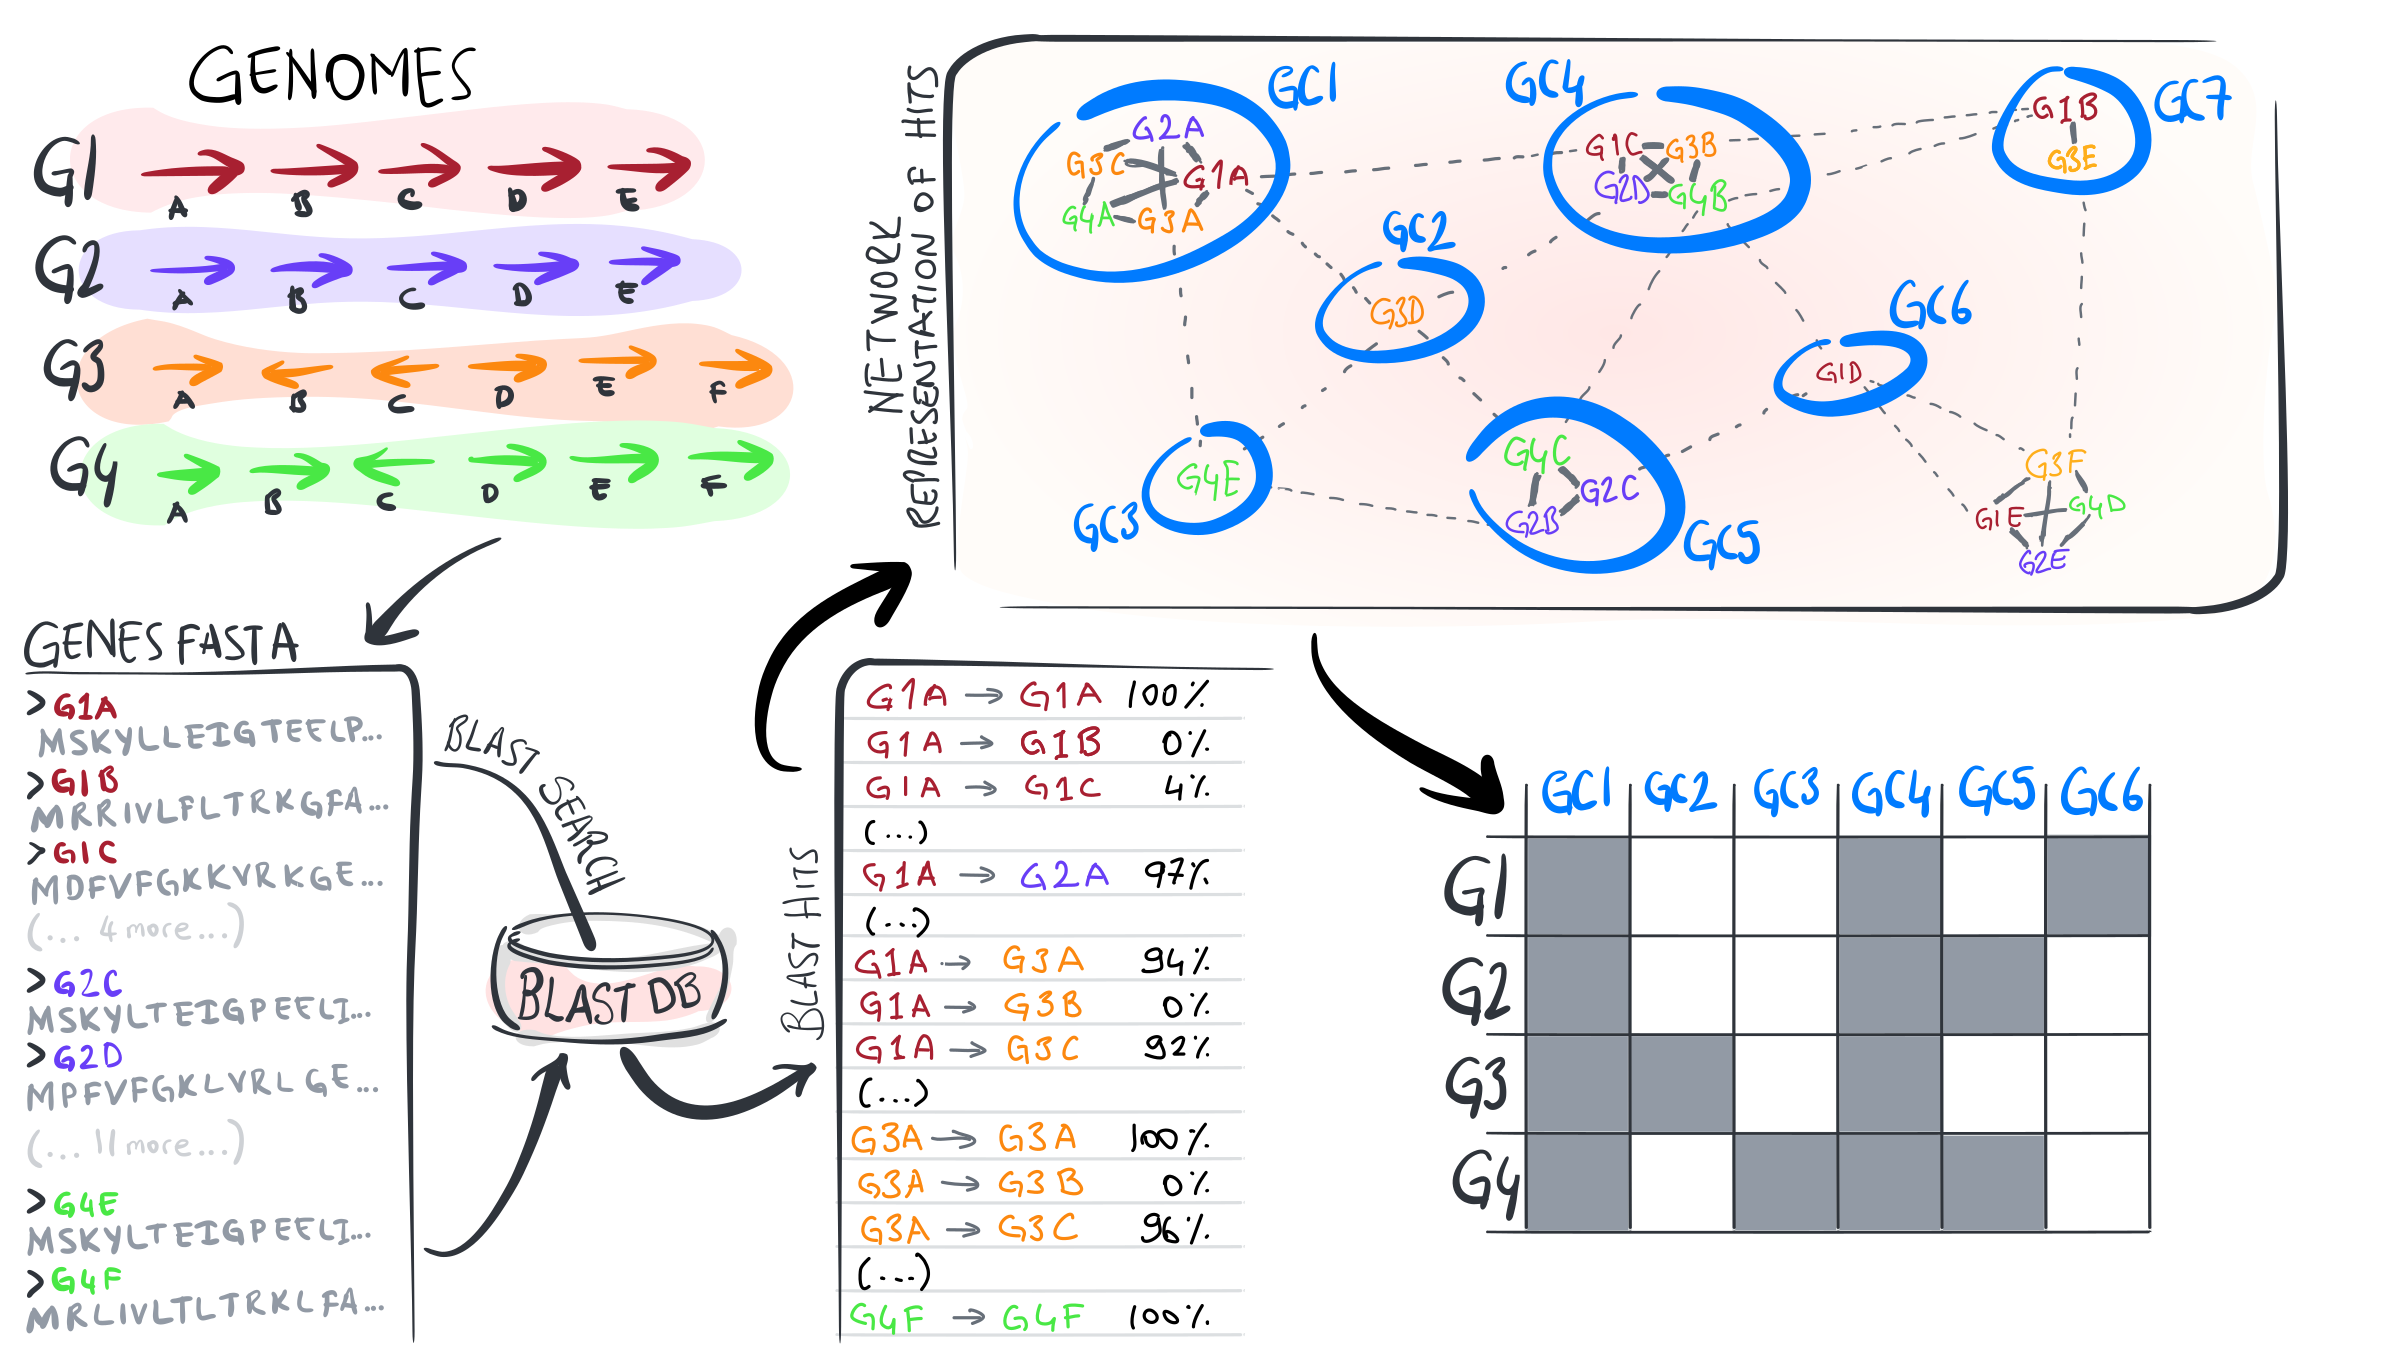 GENOMES
G1
A B C D E
G2
A B C D E
G3
A B C D E F
G4
A B C D E F
GENES FASTA
>G1A
MSKYLLEIGTEELP...
>G1B
MRRIVLFLTRKGFA...
>G1C
MDFVFGKKVRKGE...
(... 4 more...)
>G2C
MSKYLTEIGPEELI...
>G2D
MPFVFGKLVRLGE...
(... 11 more...)
>G4E
MSKYLTEIGPEELI...
>G4F
MRLIVLTLTRKLFA...
BLAST SEARCH
BLAST DB
BLAST HITS
G1A → G1A 100%
G1A → G1B 0%
G1A → G1C 4%
(...)
G1A → G2A 97%
(...)
G1A → G3A 94%
G1A → G3B 0%
G1A → G3C 92%
(...)
G3A → G3A 100%
G3A → G3B 0%
G3A → G3C 96%
(...)
G4F → G4F 100%
NETWORK
REPRESENTATION OF HITS
GC1
G2A
G3C
G1A
G4A
G3A
GC4
G1C G3B
G2D G4B
GC7
G1B
G3E
GC2
G3D
GC6
G1D
GC3
G4E
GC5
G4C
G2C
G2B
G3F
G1E
G4D
G2E
GC1 GC2 GC3 GC4 GC5 GC6
G1
G2
G3
G4